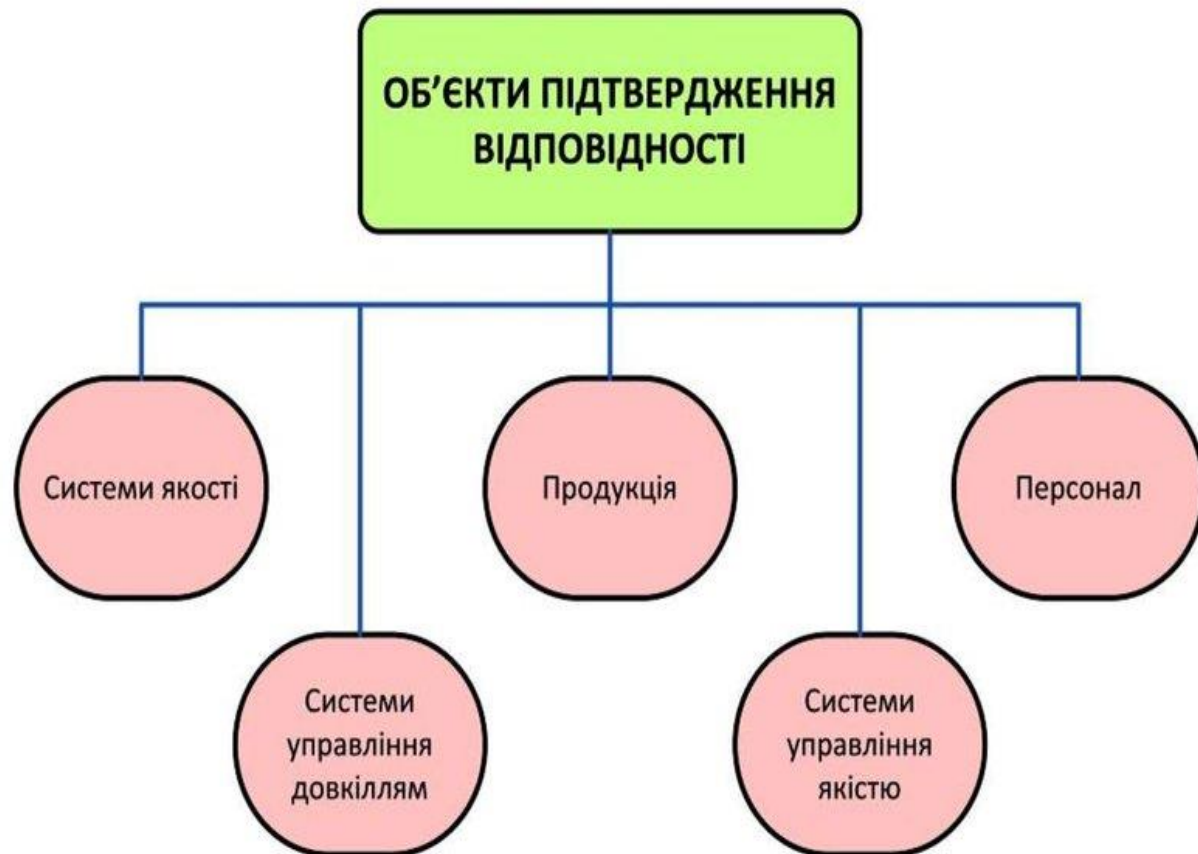 ОБ’ЄКТИ ПІДТВЕРДЖЕННЯ
ВІДПОВІДНОСТІ
Системи якості
Продукція
Персонал
Системи
управління
довкіллям
Системи
управління
якістю